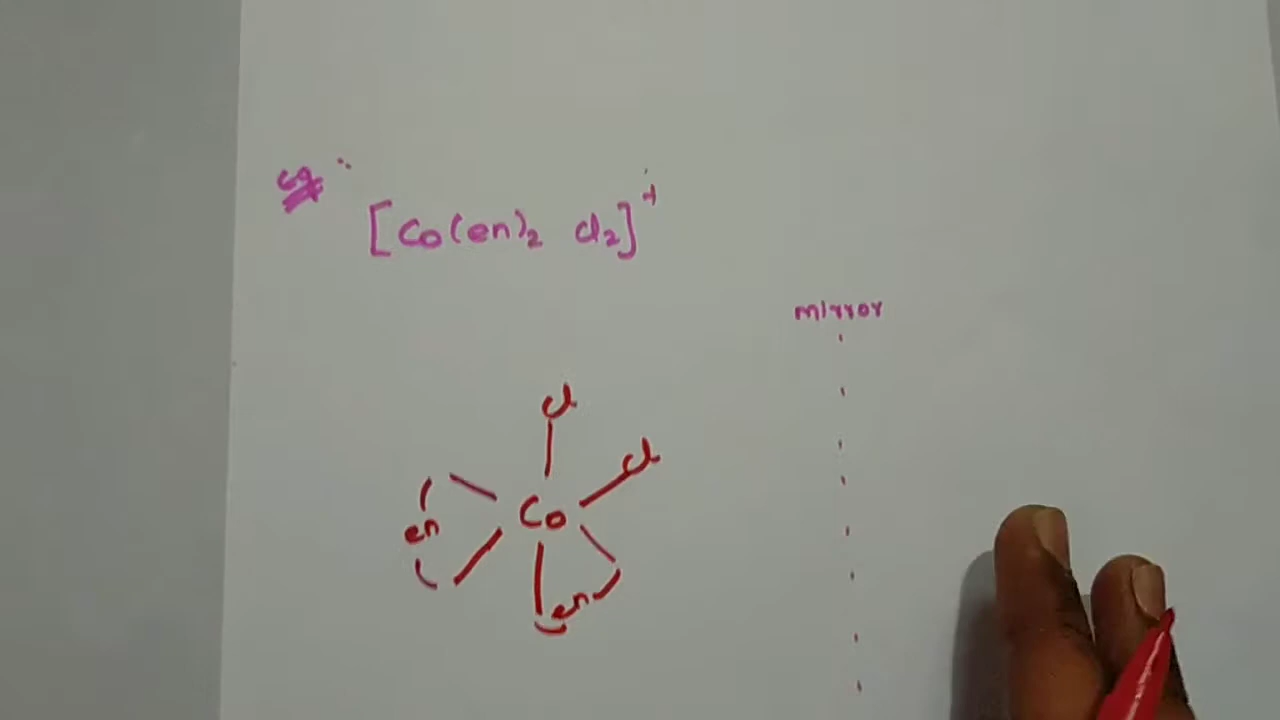 eg :
[Co(en)₂ Cl₂]⁺
mirror
Cl
Cl
Co
en
en